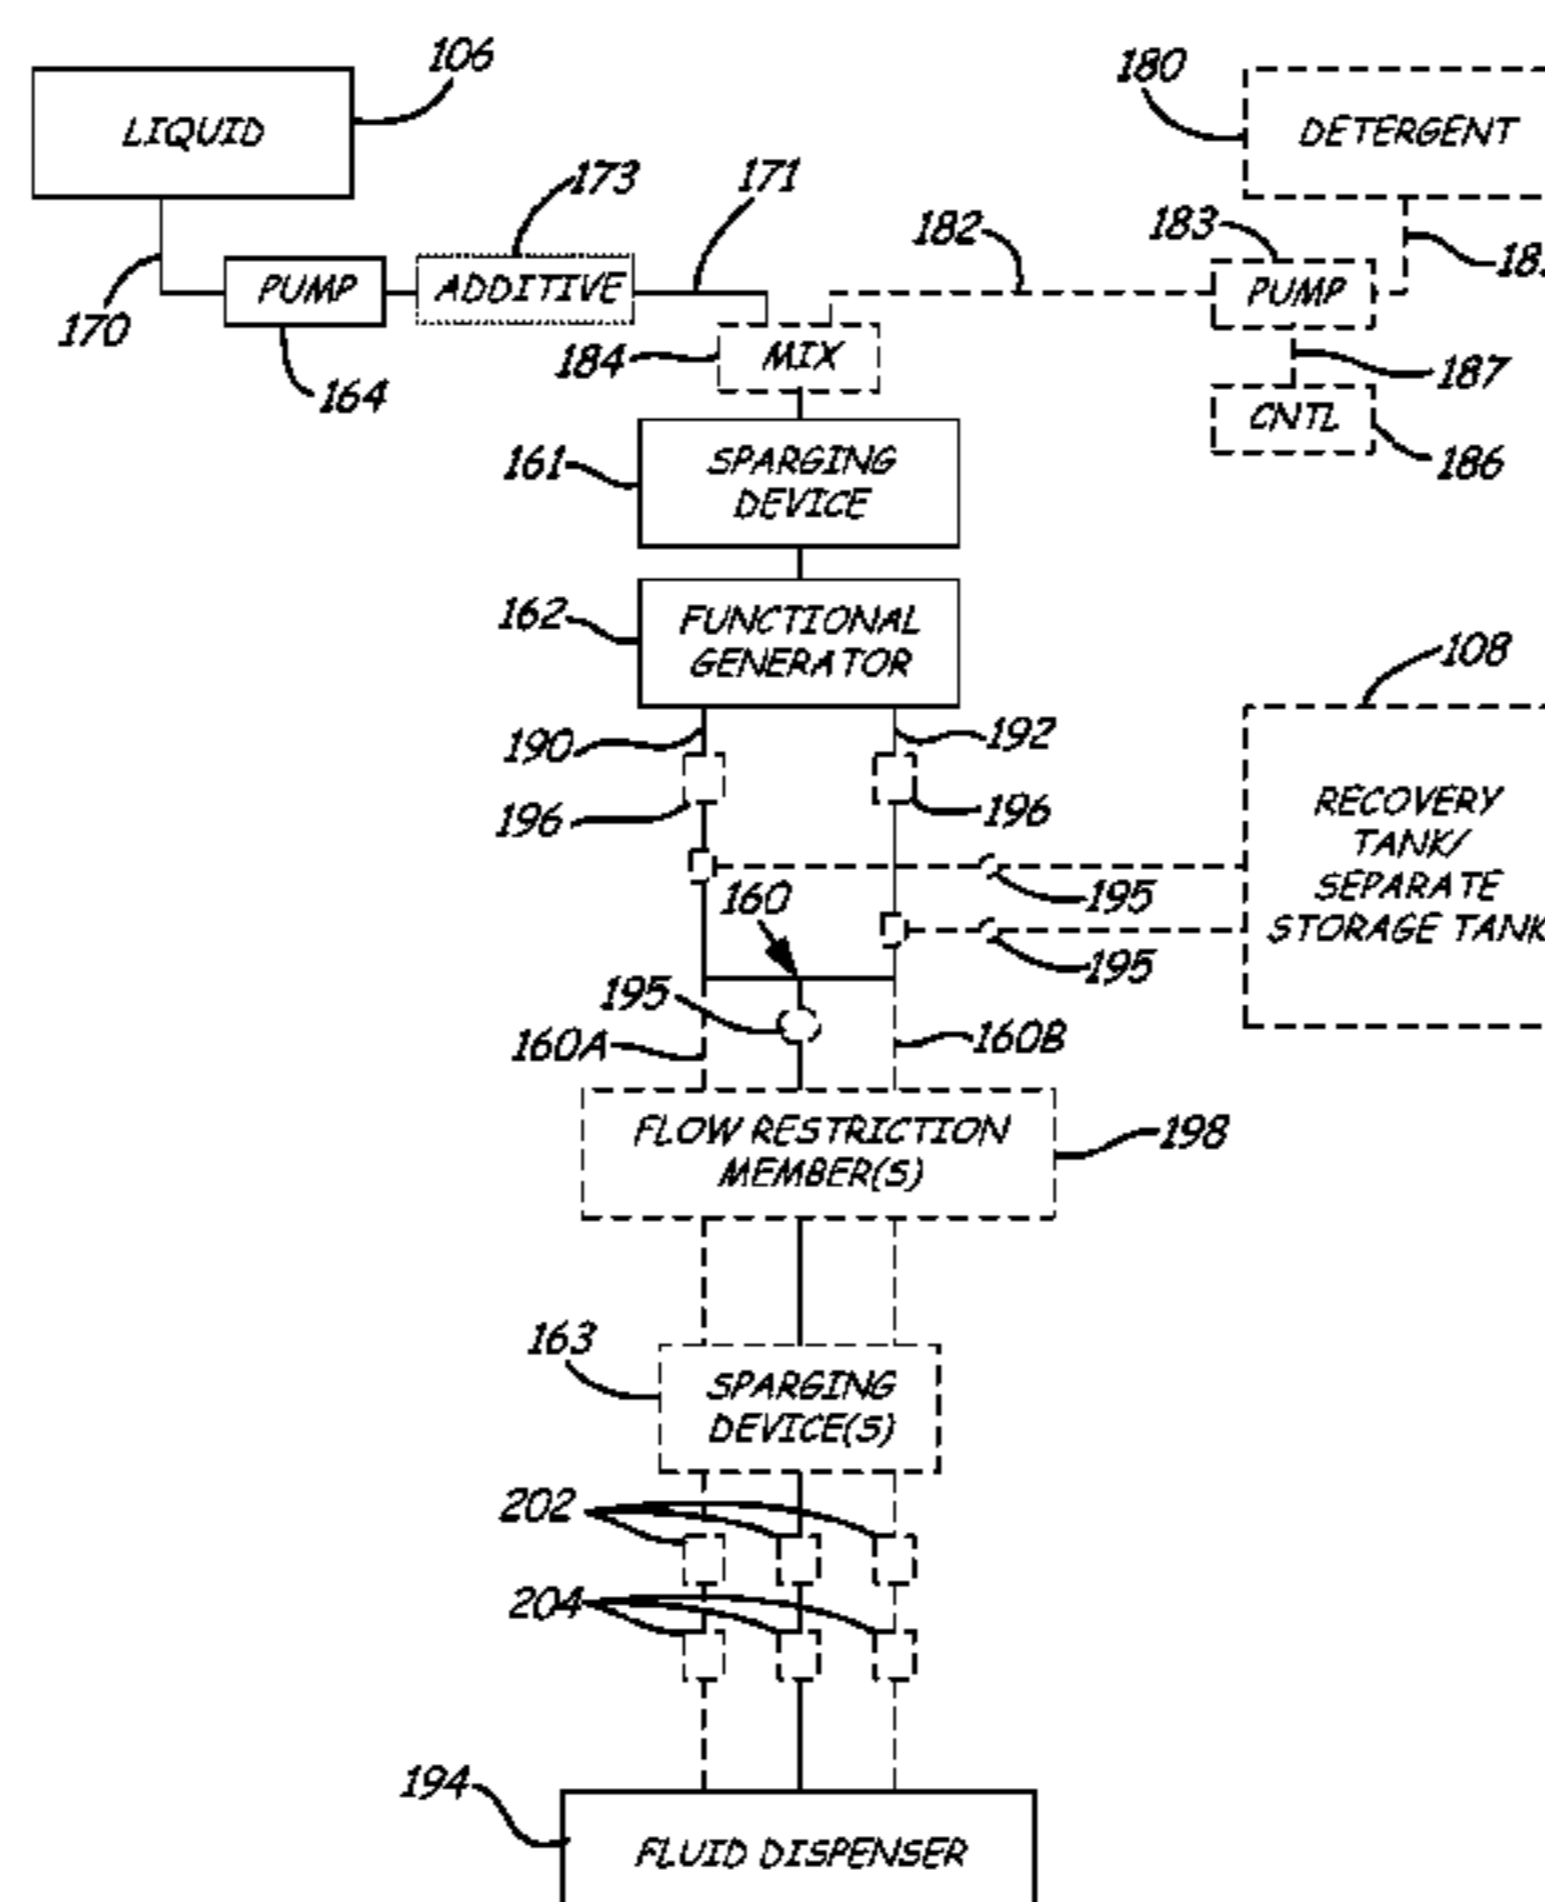 106
180
LIQUID
DETERGENT
173
171
183
182
PUMP
ADDITIVE
PUMP
170
184
MIX
187
164
CNTL
161
SPARGING
DEVICE
186
162
FUNCTIONAL
GENERATOR
108
190
192
196
196
RECOVERY
TANK/
SEPARATE
STORAGE TANK
160
195
195
195
160A
160B
FLOW RESTRICTION
MEMBER(S)
198
163
SPARGING
DEVICE(S)
202
204
194
FLUID DISPENSER